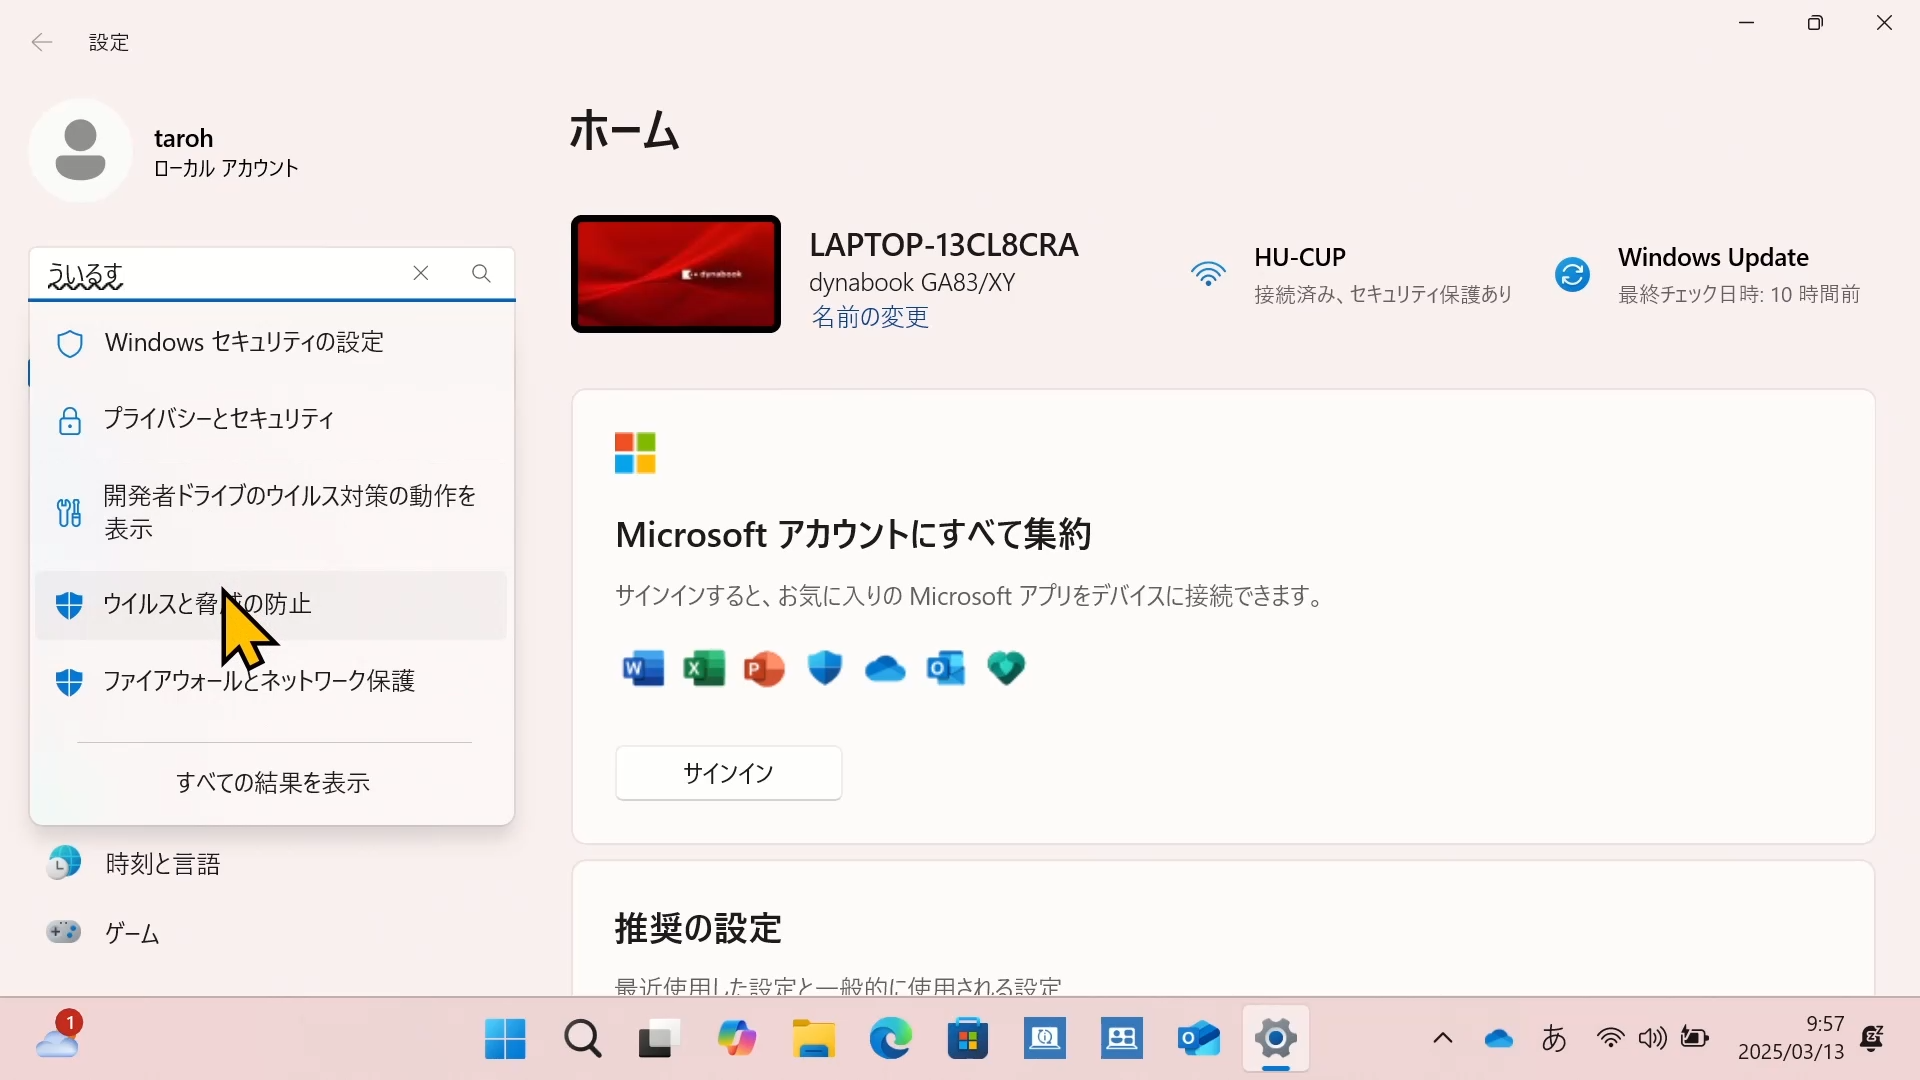 設定
taroh
ローカル アカウント
ういるす
Windows セキュリティの設定
プライバシーとセキュリティ
開発者ドライブのウイルス対策の動作を
表示
ウイルスと脅威の防止
ファイアウォールとネットワーク保護
すべての結果を表示
時刻と言語
ゲーム
ホーム
dynabook
LAPTOP-13CL8CRA
dynabook GA83/XY
名前の変更
HU-CUP
接続済み、セキュリティ保護あり
Windows Update
最終チェック日時: 10 時間前
Microsoft アカウントにすべて集約
サインインすると、お気に入りの Microsoft アプリをデバイスに接続できます。
サインイン
推奨の設定
最近使用した設定と一般的に使用される設定
1
あ
9:57
2025/03/13